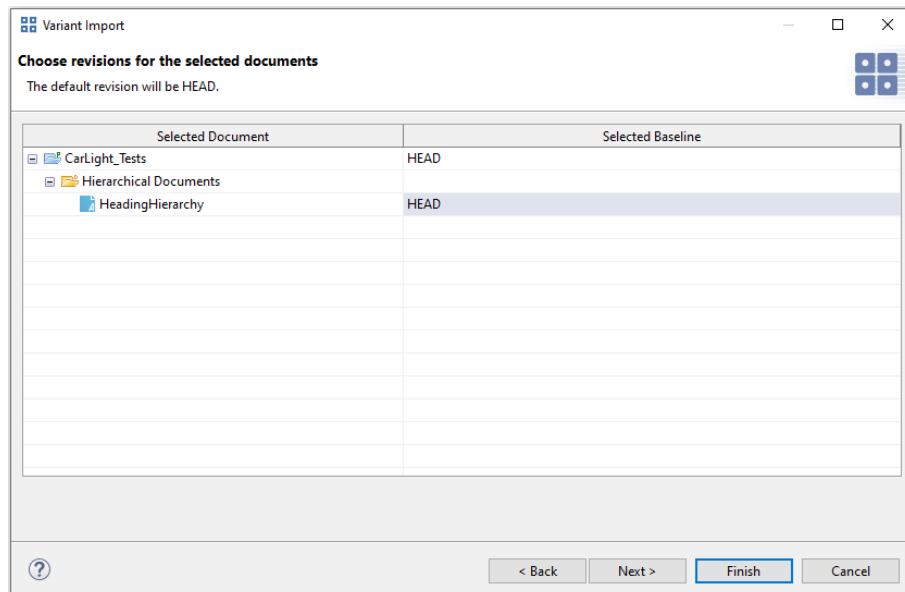 Variant Import
Choose revisions for the selected documents
The default revision will be HEAD.
Selected Document Selected Baseline
CarLight_Tests HEAD
Hierarchical Documents
HeadingHierarchy HEAD
?
< Back Next > Finish Cancel